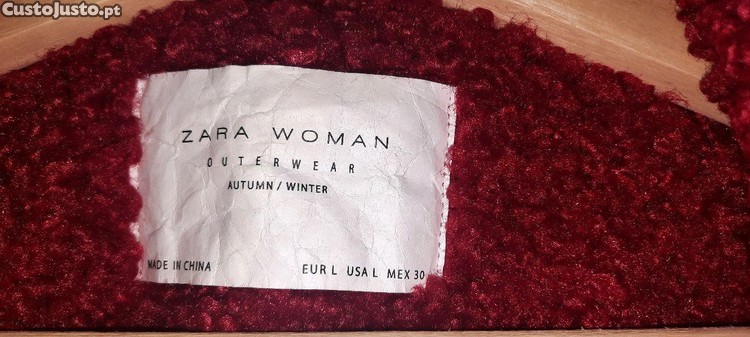 CustoJusto.pt
ZARA WOMAN
OUTERWEAR
AUTUMN / WINTER
MADE IN CHINA
EUR L USA L MEX 30